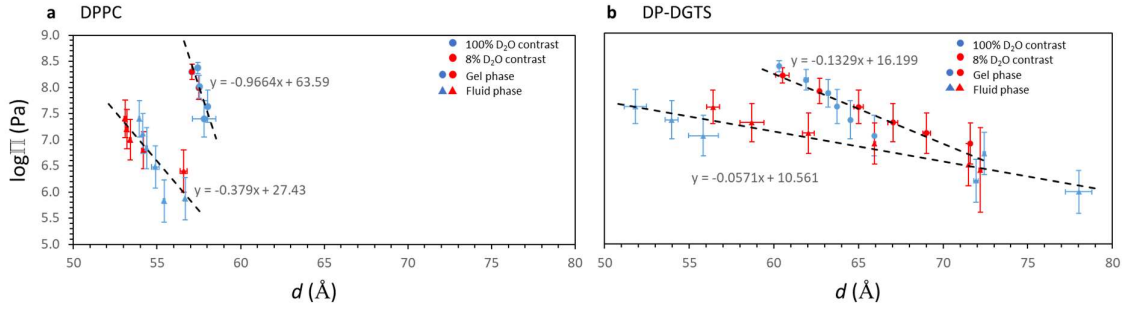 a DPPC
logΠ (Pa)
9.0
8.5
8.0
7.5
7.0
6.5
6.0
5.5
5.0
100% D₂O contrast
8% D₂O contrast
Gel phase
Fluid phase
y = -0.9664x + 63.59
y = -0.379x + 27.43
50 55 60 65 70 75 80
d (Å)
b DP-DGTS
100% D₂O contrast
8% D₂O contrast
Gel phase
Fluid phase
y = -0.1329x + 16.199
y = -0.0571x + 10.561
50 55 60 65 70 75 80
d (Å)